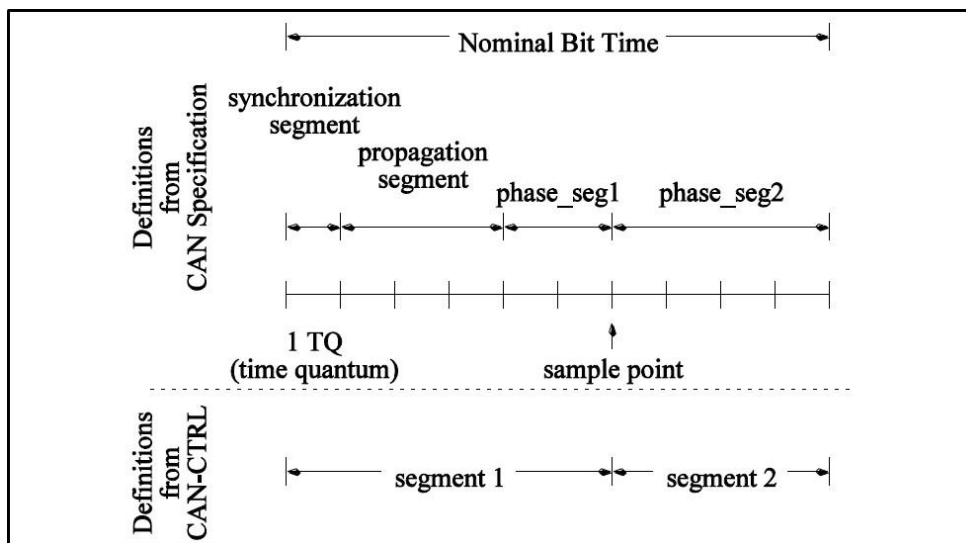 Nominal Bit Time
Definitions
from
CAN Specification
synchronization
segment
propagation
segment
phase_seg1
phase_seg2
1 TQ
(time quantum)
sample point
Definitions
from
CAN-CTRL
segment 1
segment 2